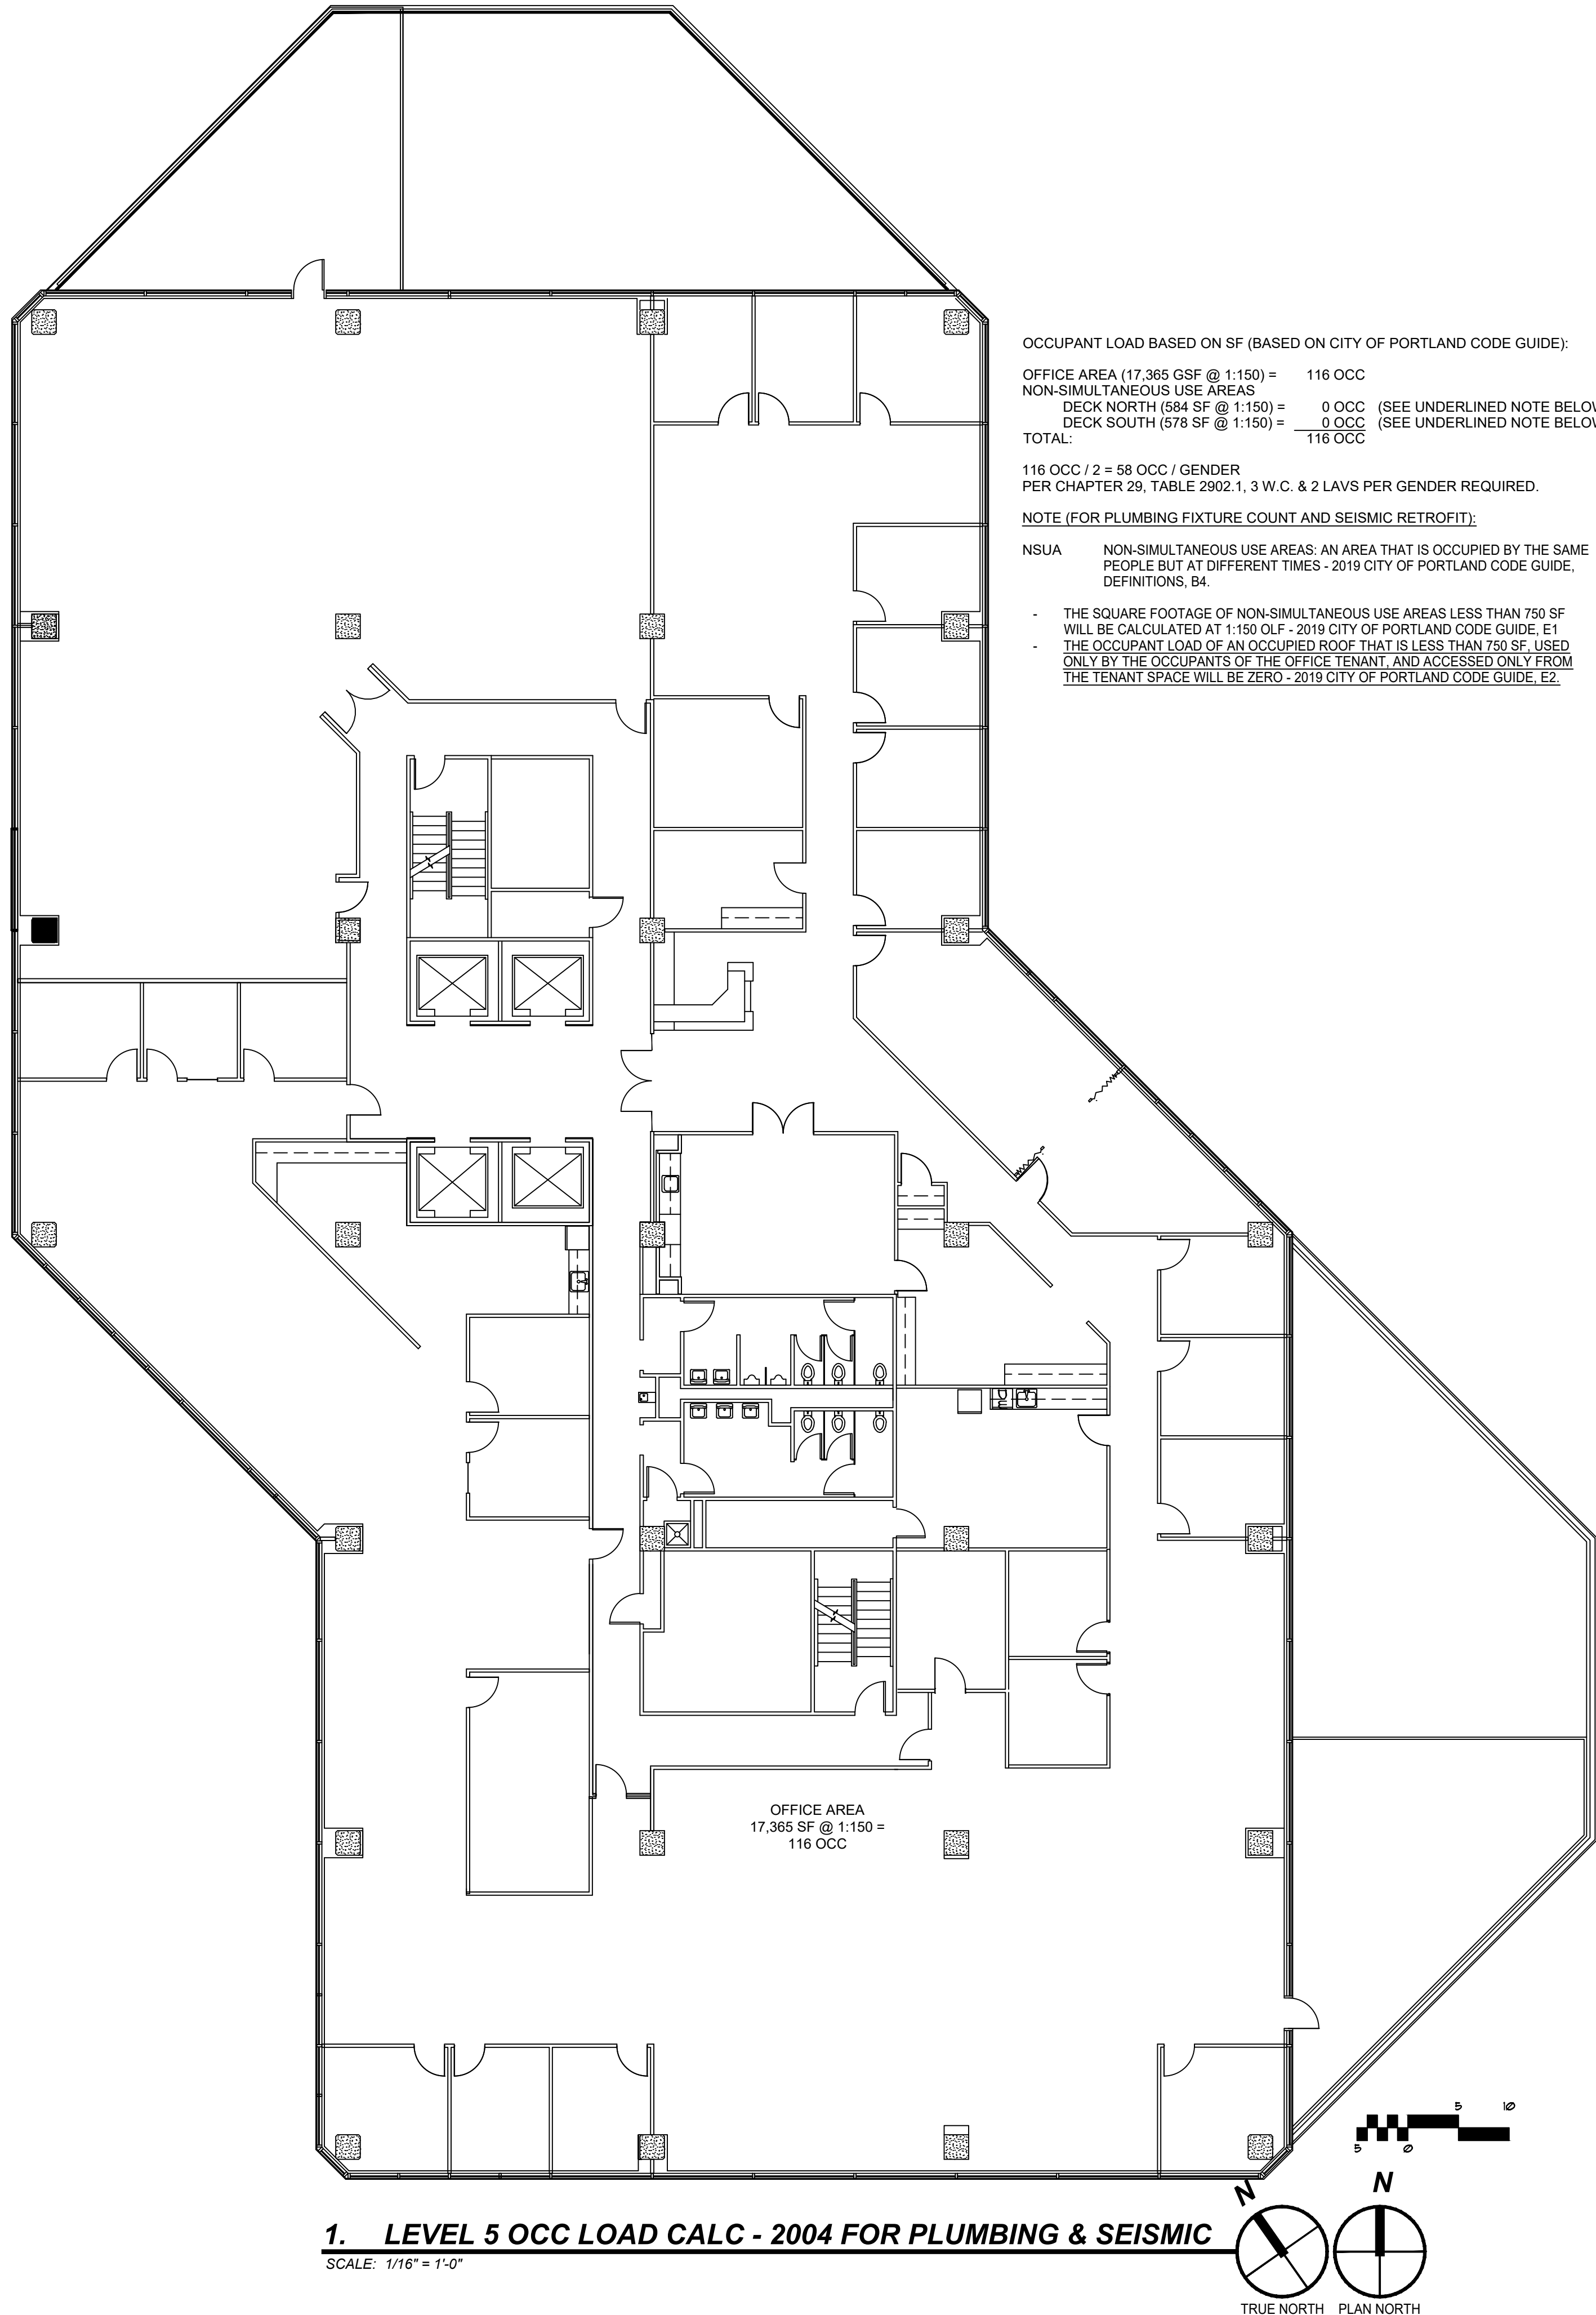 OCCUPANT LOAD BASED ON SF (BASED ON CITY OF PORTLAND CODE GUIDE):
OFFICE AREA (17,365 GSF @ 1:150) = 116 OCC
NON-SIMULTANEOUS USE AREAS
DECK NORTH (584 SF @ 1:150) = 0 OCC (SEE UNDERLINED NOTE BELOW
DECK SOUTH (578 SF @ 1:150) = 0 OCC (SEE UNDERLINED NOTE BELOW
TOTAL: 116 OCC
116 OCC / 2 = 58 OCC / GENDER
PER CHAPTER 29, TABLE 2902.1, 3 W.C. & 2 LAVS PER GENDER REQUIRED.
NOTE (FOR PLUMBING FIXTURE COUNT AND SEISMIC RETROFIT):
NSUA NON-SIMULTANEOUS USE AREAS: AN AREA THAT IS OCCUPIED BY THE SAME
PEOPLE BUT AT DIFFERENT TIMES - 2019 CITY OF PORTLAND CODE GUIDE,
DEFINITIONS, B4.
- THE SQUARE FOOTAGE OF NON-SIMULTANEOUS USE AREAS LESS THAN 750 SF
WILL BE CALCULATED AT 1:150 OLF - 2019 CITY OF PORTLAND CODE GUIDE, E1
- THE OCCUPANT LOAD OF AN OCCUPIED ROOF THAT IS LESS THAN 750 SF, USED
ONLY BY THE OCCUPANTS OF THE OFFICE TENANT, AND ACCESSED ONLY FROM
THE TENANT SPACE WILL BE ZERO - 2019 CITY OF PORTLAND CODE GUIDE, E2.
OFFICE AREA
17,365 SF @ 1:150 =
116 OCC
5 10
5 0
N N
1. LEVEL 5 OCC LOAD CALC - 2004 FOR PLUMBING & SEISMIC
SCALE: 1/16" = 1'-0"
TRUE NORTH PLAN NORTH